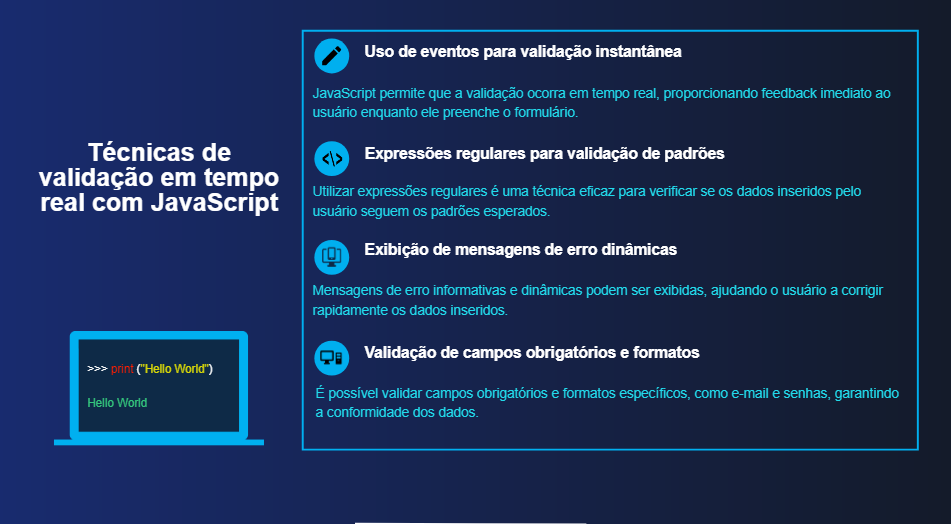 Técnicas de
validação em tempo
real com JavaScript
>>> print ("Hello World")
Hello World
Uso de eventos para validação instantânea
JavaScript permite que a validação ocorra em tempo real, proporcionando feedback imediato ao
usuário enquanto ele preenche o formulário.
</> Expressões regulares para validação de padrões
Utilizar expressões regulares é uma técnica eficaz para verificar se os dados inseridos pelo
usuário seguem os padrões esperados.
Exibição de mensagens de erro dinâmicas
Mensagens de erro informativas e dinâmicas podem ser exibidas, ajudando o usuário a corrigir
rapidamente os dados inseridos.
Validação de campos obrigatórios e formatos
É possível validar campos obrigatórios e formatos específicos, como e-mail e senhas, garantindo
a conformidade dos dados.